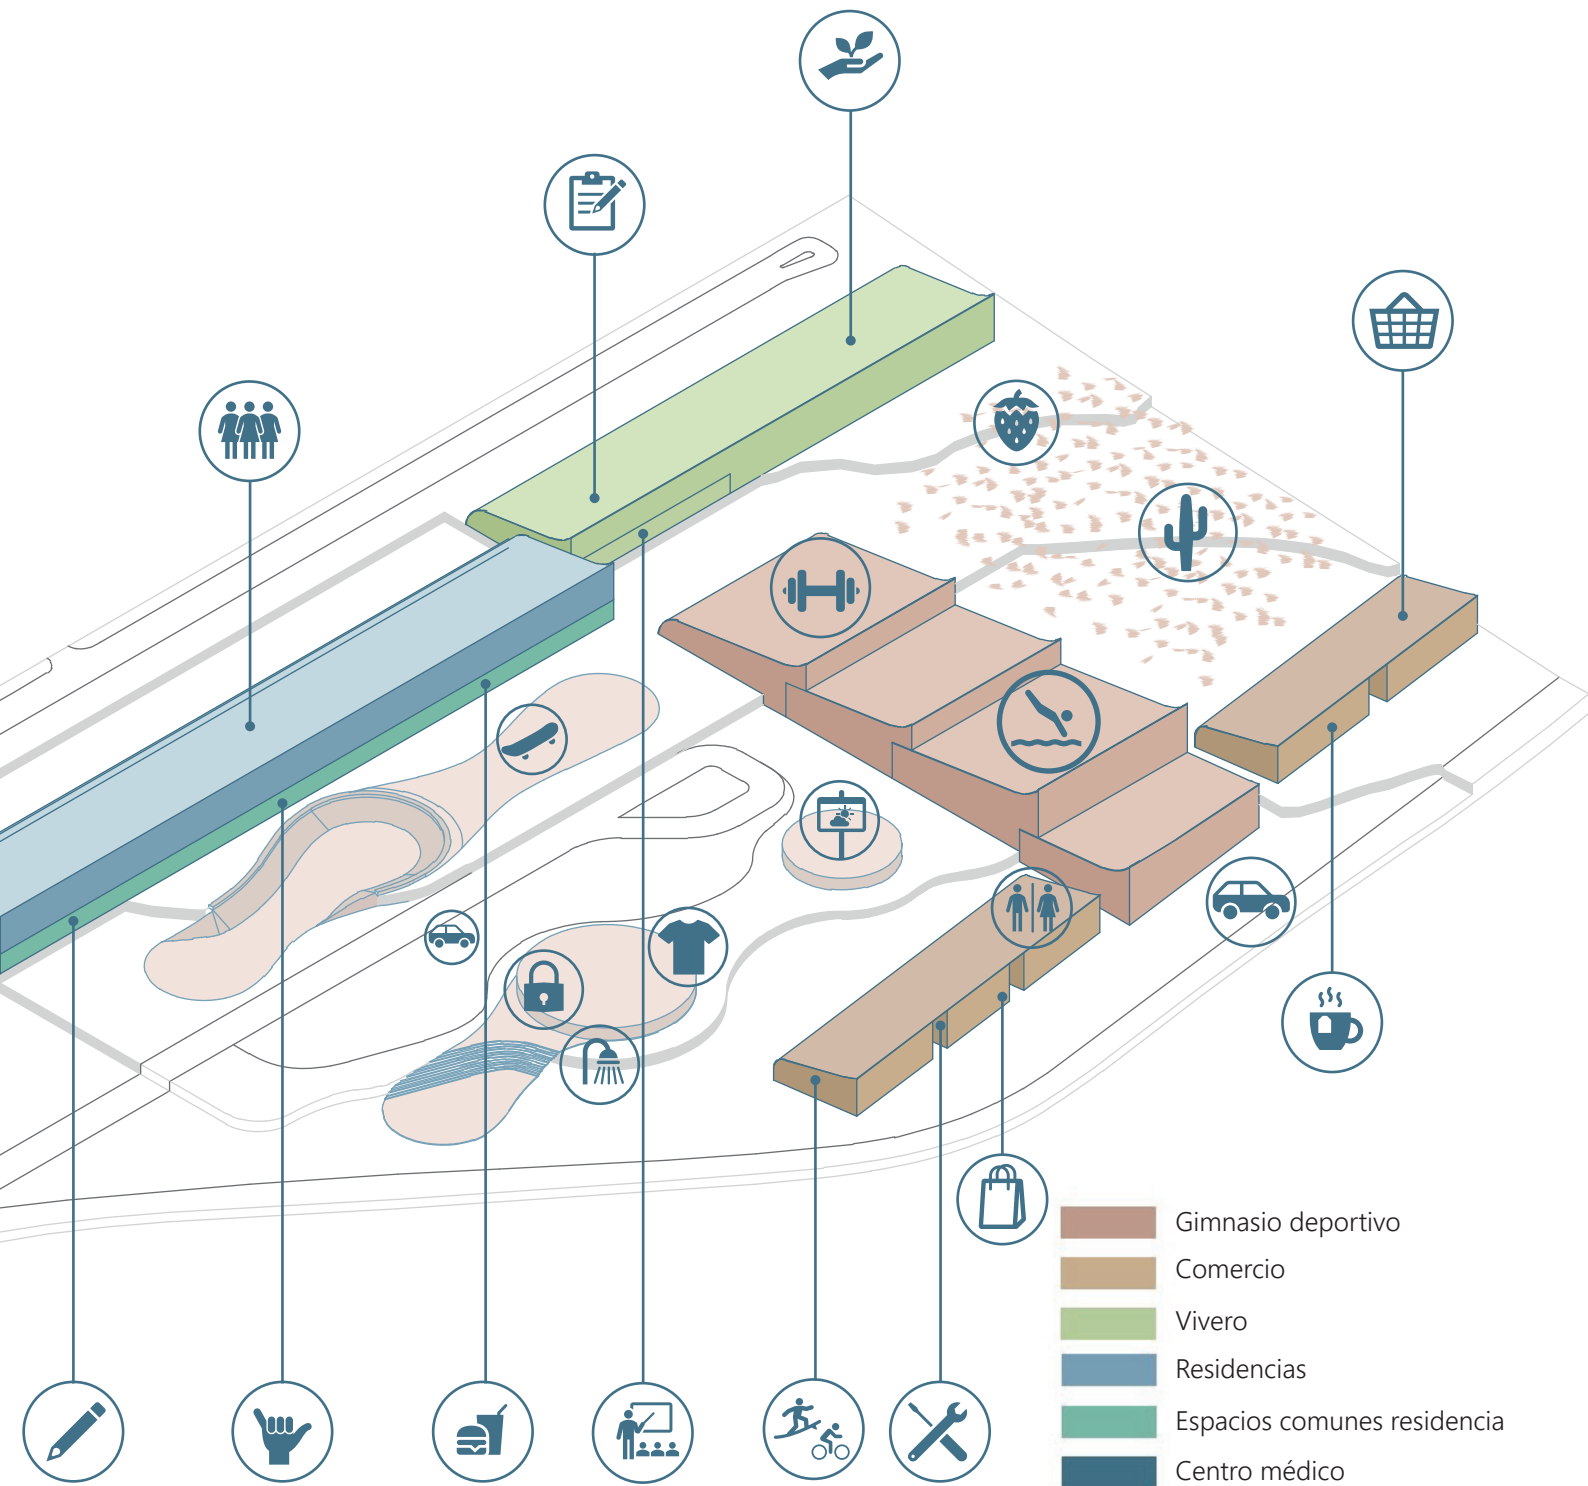 Gimnasio deportivo
Comercio
Vivero
Residencias
Espacios comunes residencia
Centro médico